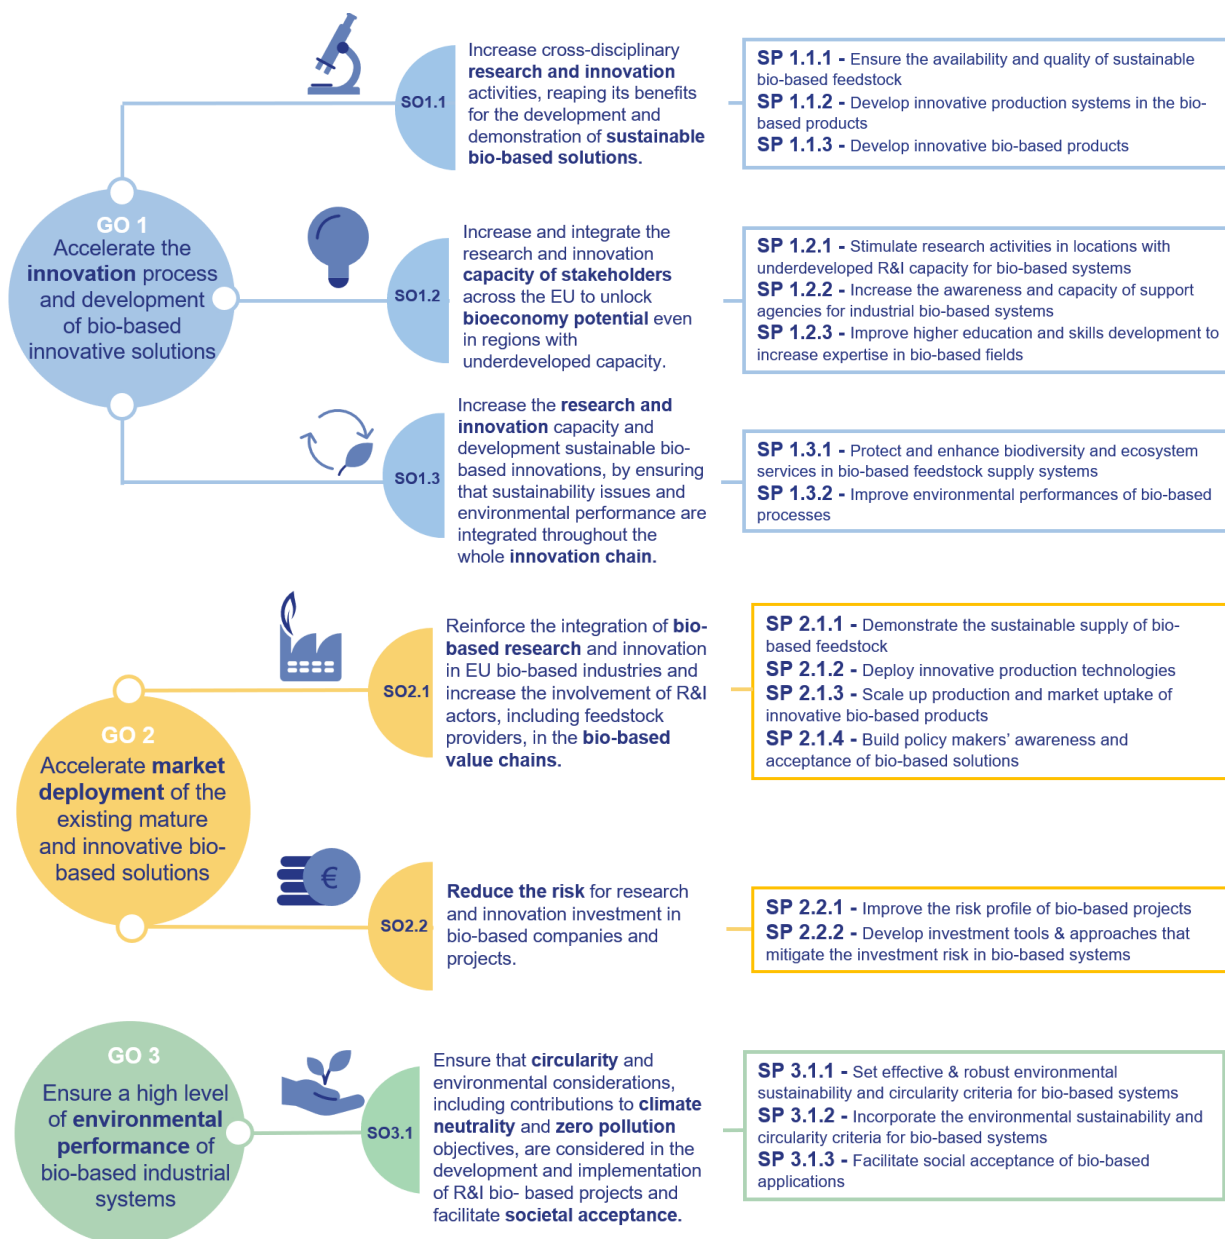 GO 1
Accelerate the
innovation process
and development
of bio-based
innovative solutions
SO1.1
Increase cross-disciplinary
research and innovation
activities, reaping its benefits
for the development and
demonstration of sustainable
bio-based solutions.
SP 1.1.1 - Ensure the availability and quality of sustainable
bio-based feedstock
SP 1.1.2 - Develop innovative production systems in the bio-
based products
SP 1.1.3 - Develop innovative bio-based products
SO1.2
Increase and integrate the
research and innovation
capacity of stakeholders
across the EU to unlock
bioeconomy potential even
in regions with
underdeveloped capacity.
SP 1.2.1 - Stimulate research activities in locations with
underdeveloped R&I capacity for bio-based systems
SP 1.2.2 - Increase the awareness and capacity of support
agencies for industrial bio-based systems
SP 1.2.3 - Improve higher education and skills development to
increase expertise in bio-based fields
SO1.3
Increase the research and
innovation capacity and
development sustainable bio-
based innovations, by ensuring
that sustainability issues and
environmental performance are
integrated throughout the
whole innovation chain.
SP 1.3.1 - Protect and enhance biodiversity and ecosystem
services in bio-based feedstock supply systems
SP 1.3.2 - Improve environmental performances of bio-based
processes
GO 2
Accelerate market
deployment of the
existing mature
and innovative bio-
based solutions
SO2.1
Reinforce the integration of bio-
based research and innovation
in EU bio-based industries and
increase the involvement of R&I
actors, including feedstock
providers, in the bio-based
value chains.
SP 2.1.1 - Demonstrate the sustainable supply of bio-
based feedstock
SP 2.1.2 - Deploy innovative production technologies
SP 2.1.3 - Scale up production and market uptake of
innovative bio-based products
SP 2.1.4 - Build policy makers’ awareness and
acceptance of bio-based solutions
€
SO2.2
Reduce the risk for research
and innovation investment in
bio-based companies and
projects.
SP 2.2.1 - Improve the risk profile of bio-based projects
SP 2.2.2 - Develop investment tools & approaches that
mitigate the investment risk in bio-based systems
GO 3
Ensure a high level
of environmental
performance of
bio-based industrial
systems
SO3.1
Ensure that circularity and
environmental considerations,
including contributions to climate
neutrality and zero pollution
objectives, are considered in the
development and implementation
of R&I bio- based projects and
facilitate societal acceptance.
SP 3.1.1 - Set effective & robust environmental
sustainability and circularity criteria for bio-based systems
SP 3.1.2 - Incorporate the environmental sustainability and
circularity criteria for bio-based systems
SP 3.1.3 - Facilitate social acceptance of bio-based
applications